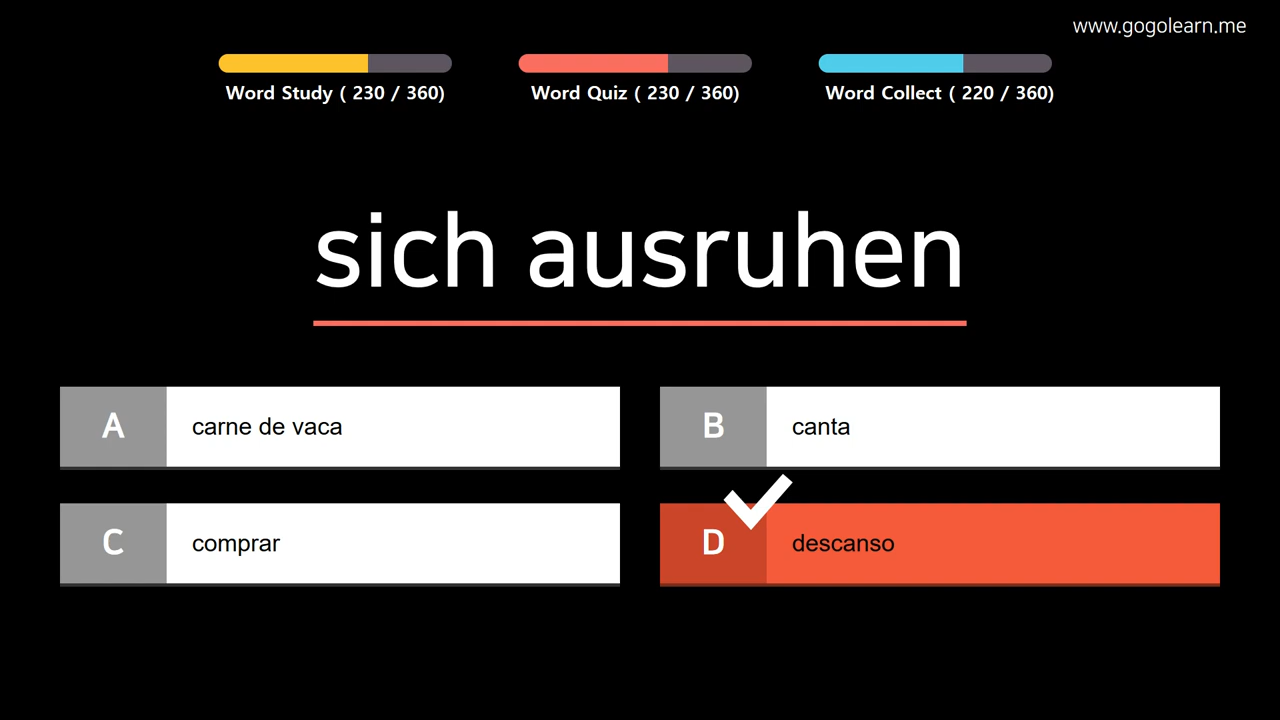 www.gogolearn.me
Word Study ( 230 / 360)
Word Quiz ( 230 / 360)
Word Collect ( 220 / 360)
sich ausruhen
A carne de vaca
B canta
C comprar
D descanso